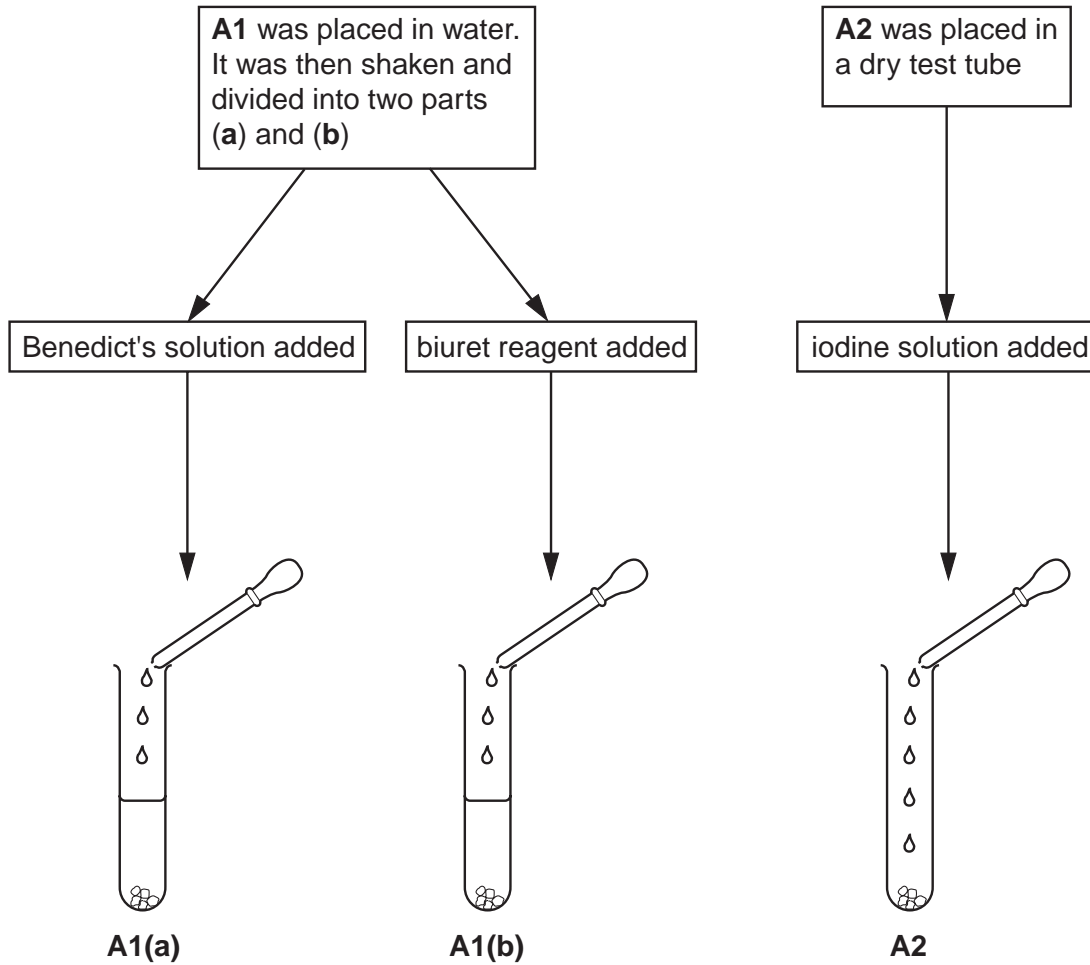 A1 was placed in water.
It was then shaken and
divided into two parts
(a) and (b)
A2 was placed in
a dry test tube
Benedict's solution added
biuret reagent added
iodine solution added
A1(a)
A1(b)
A2